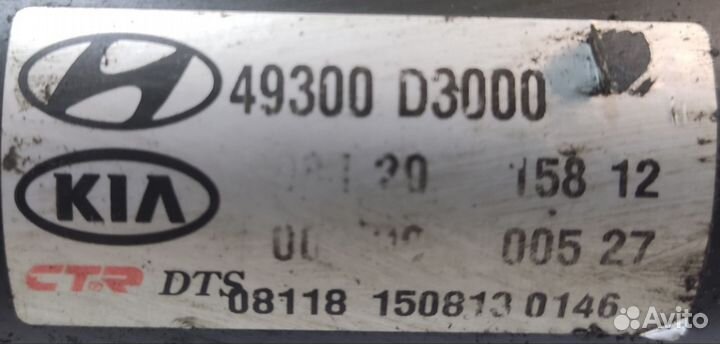 49300 D3000
KIA 158 12
005 27
CTR DTS 08118 150813 0146
Avito